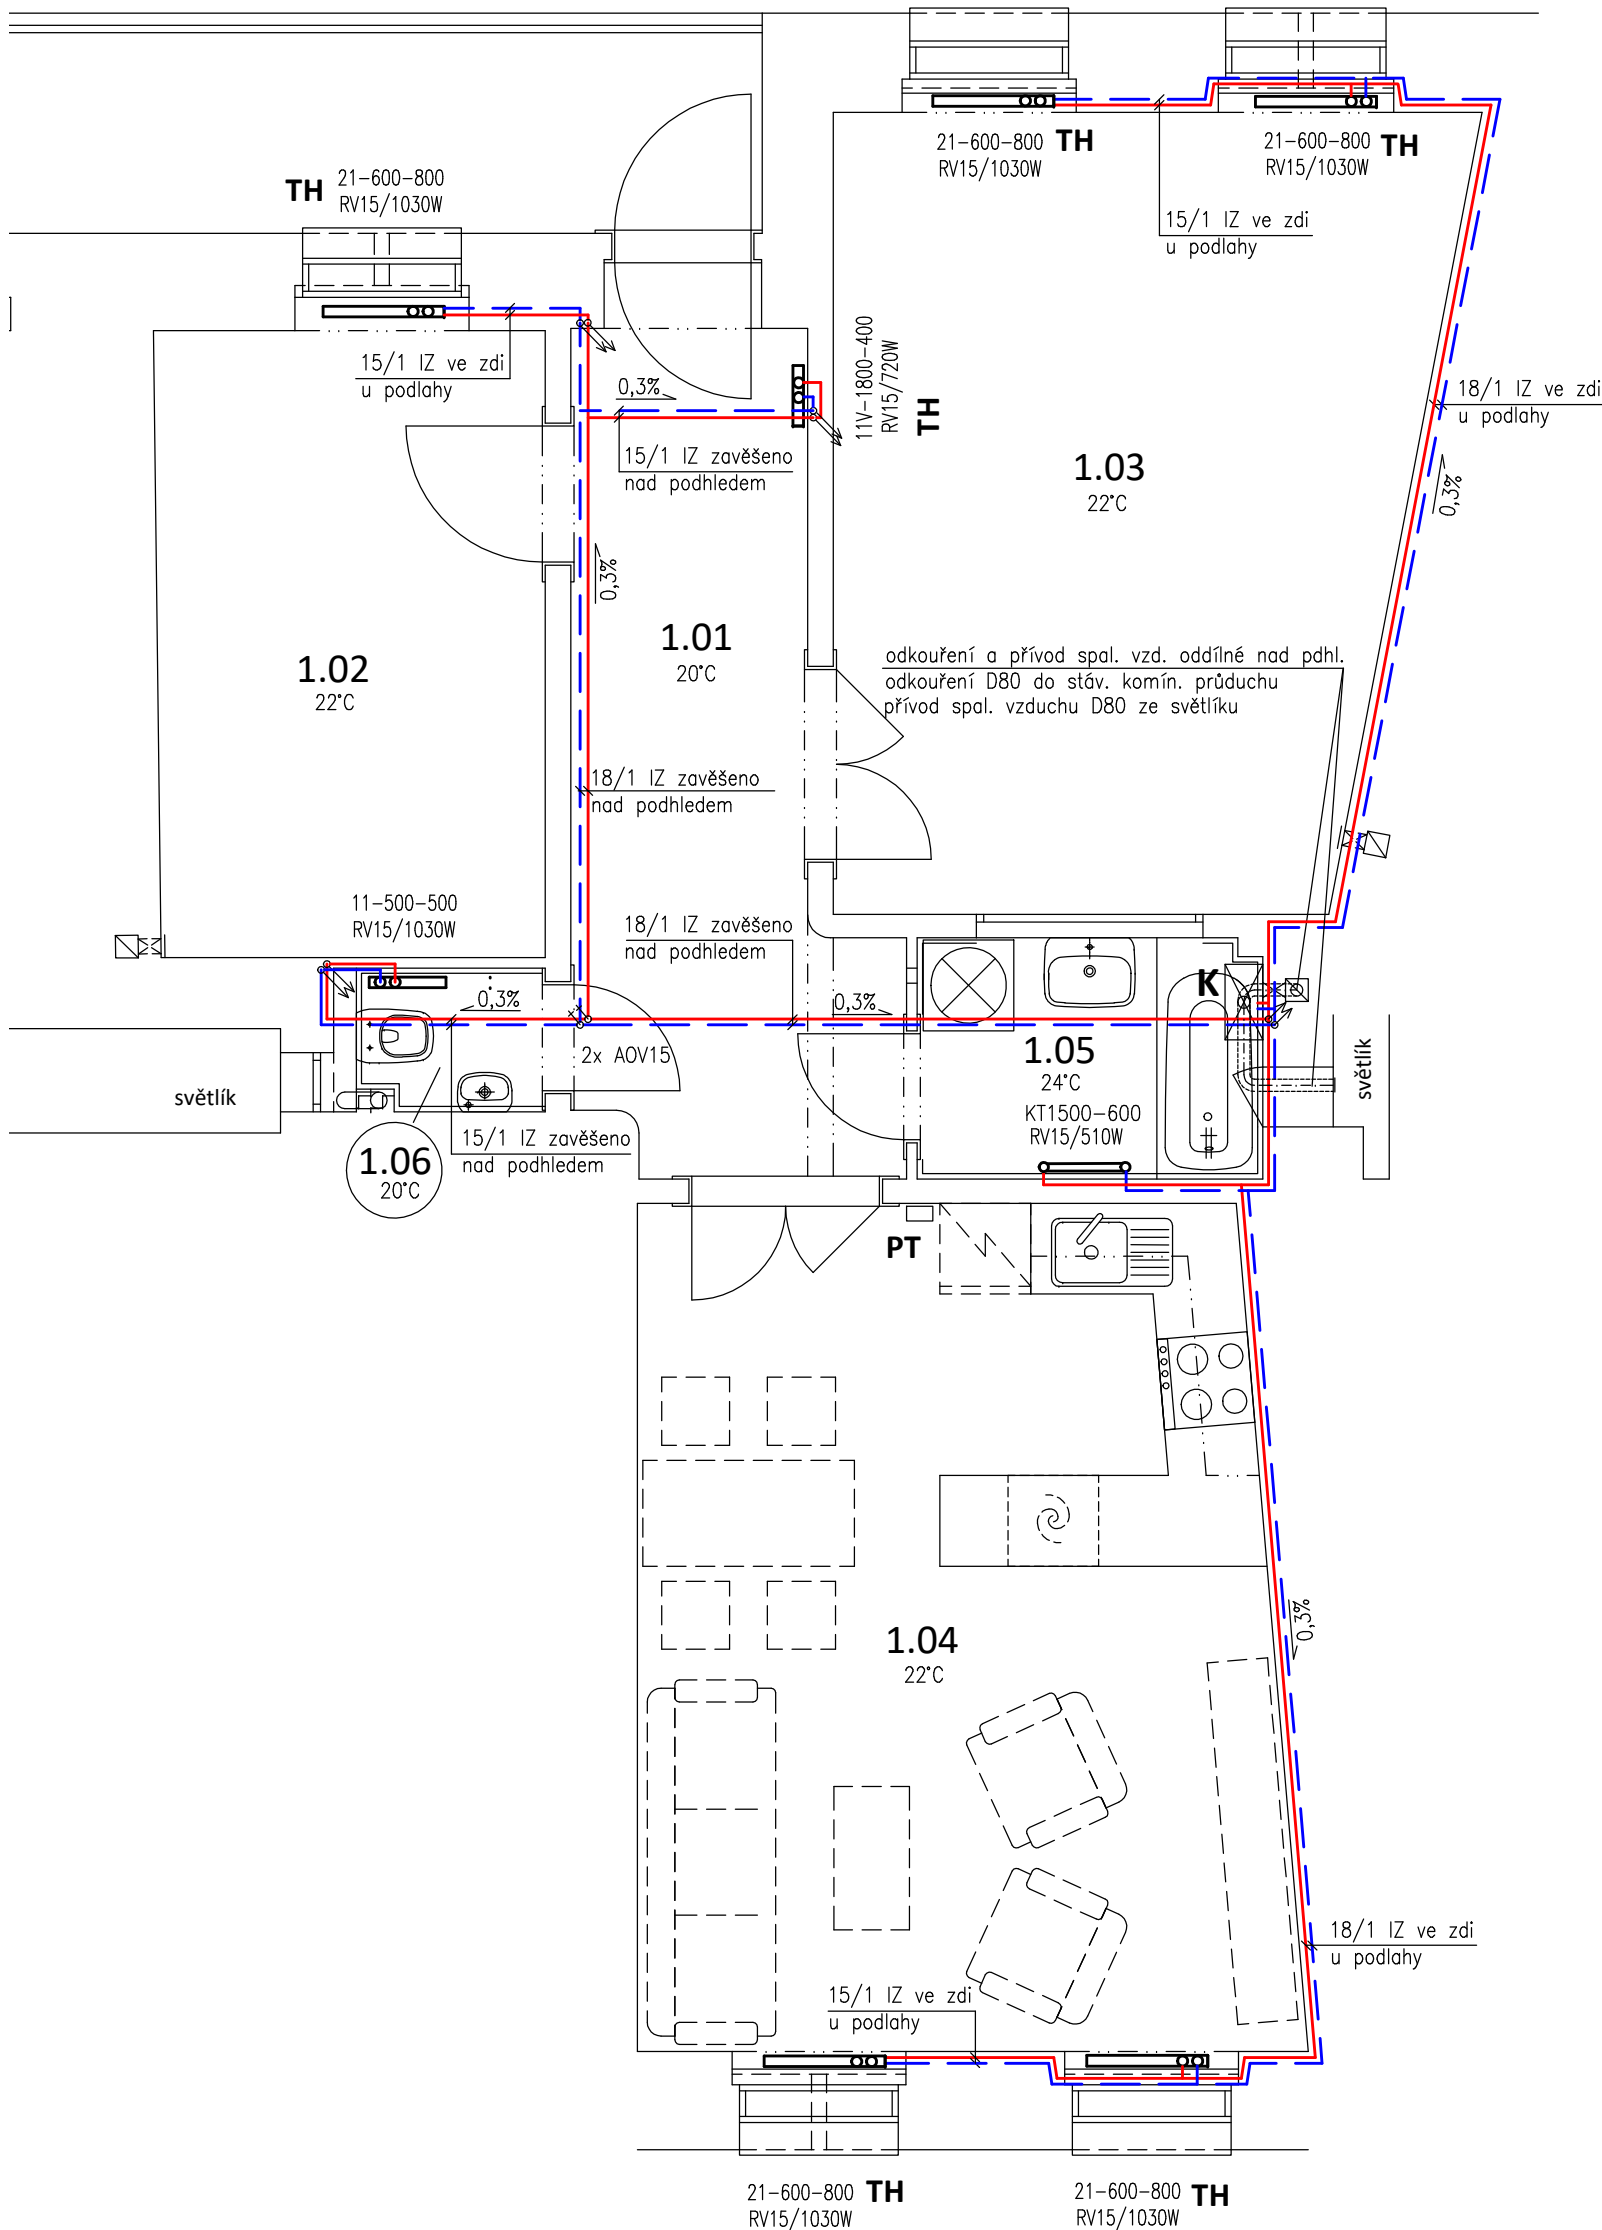 21-600-800 TH
RV15/1030W
21-600-800 TH
RV15/1030W
TH 21-600-800
RV15/1030W
15/1 IZ ve zdi
u podlahy
15/1 IZ ve zdi
u podlahy
0,3%
11V-1800-400
RV15/720W
TH
18/1 IZ ve zdi
u podlahy
15/1 IZ zavěšeno
nad podhledem
1.03
22°C
0,3%
0,3%
1.01
20°C
1.02
22°C
odkouření a přívod spal. vzd. oddílné nad pdhl.
odkouření D80 do stáv. komín. průduchu
přívod spal. vzduchu D80 ze světlíku
18/1 IZ zavěšeno
nad podhledem
11-500-500
RV15/1030W
18/1 IZ zavěšeno
nad podhledem
K
0,3%
0,3%
2x AOV15
1.05
24°C
KT1500-600
RV15/510W
světlík
světlík
15/1 IZ zavěšeno
nad podhledem
1.06
20°C
PT
0,3%
1.04
22°C
18/1 IZ ve zdi
u podlahy
15/1 IZ ve zdi
u podlahy
21-600-800 TH
RV15/1030W
21-600-800 TH
RV15/1030W